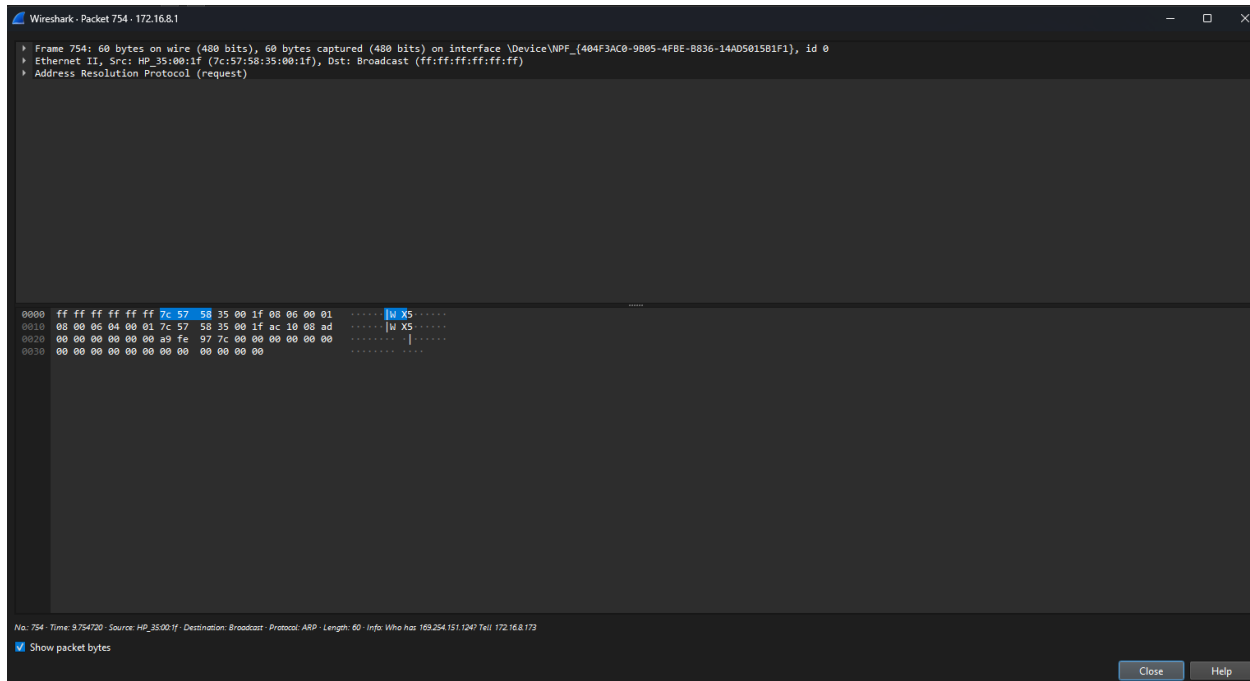 Wireshark · Packet 754 · 172.16.8.1
Frame 754: 60 bytes on wire (480 bits), 60 bytes captured (480 bits) on interface \Device\NPF_{404F3AC0-9B05-4FBE-B836-14AD5015B1F1}, id 0
Ethernet II, Src: HP_35:00:1f (7c:57:58:35:00:1f), Dst: Broadcast (ff:ff:ff:ff:ff:ff)
Address Resolution Protocol (request)
0000 ff ff ff ff ff ff 7c 57 58 35 00 1f 08 06 00 01 ······|W X5······
0010 08 00 06 04 00 01 7c 57 58 35 00 1f ac 10 08 ad ······|W X5······
0020 00 00 00 00 00 00 a9 fe 97 7c 00 00 00 00 00 00 ········ ·|······
0030 00 00 00 00 00 00 00 00 00 00 00 00 ········ ····
No.: 754 · Time: 9.754720 · Source: HP_35:00:1f · Destination: Broadcast · Protocol: ARP · Length: 60 · Info: Who has 169.254.151.124? Tell 172.16.8.173
Show packet bytes
Close Help